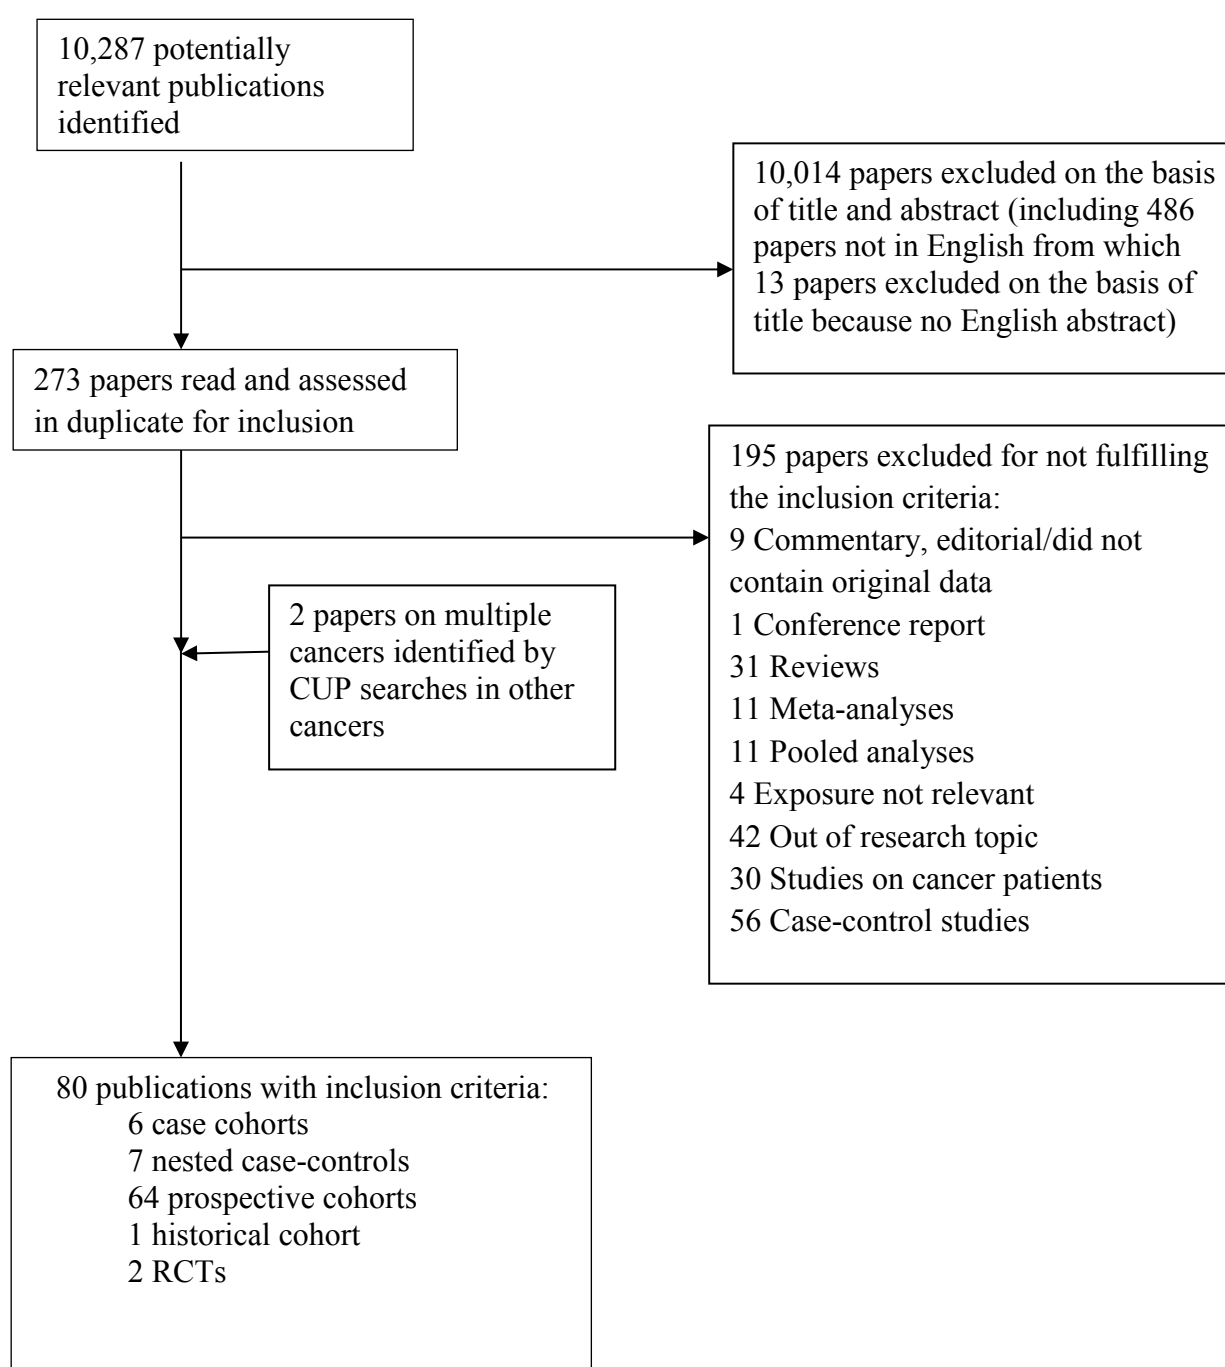 10,287 potentially
relevant publications
identified
10,014 papers excluded on the basis
of title and abstract (including 486
papers not in English from which
13 papers excluded on the basis of
title because no English abstract)
273 papers read and assessed
in duplicate for inclusion
195 papers excluded for not fulfilling
the inclusion criteria:
9 Commentary, editorial/did not
contain original data
1 Conference report
31 Reviews
11 Meta-analyses
11 Pooled analyses
4 Exposure not relevant
42 Out of research topic
30 Studies on cancer patients
56 Case-control studies
2 papers on multiple
cancers identified by
CUP searches in other
cancers
80 publications with inclusion criteria:
6 case cohorts
7 nested case-controls
64 prospective cohorts
1 historical cohort
2 RCTs